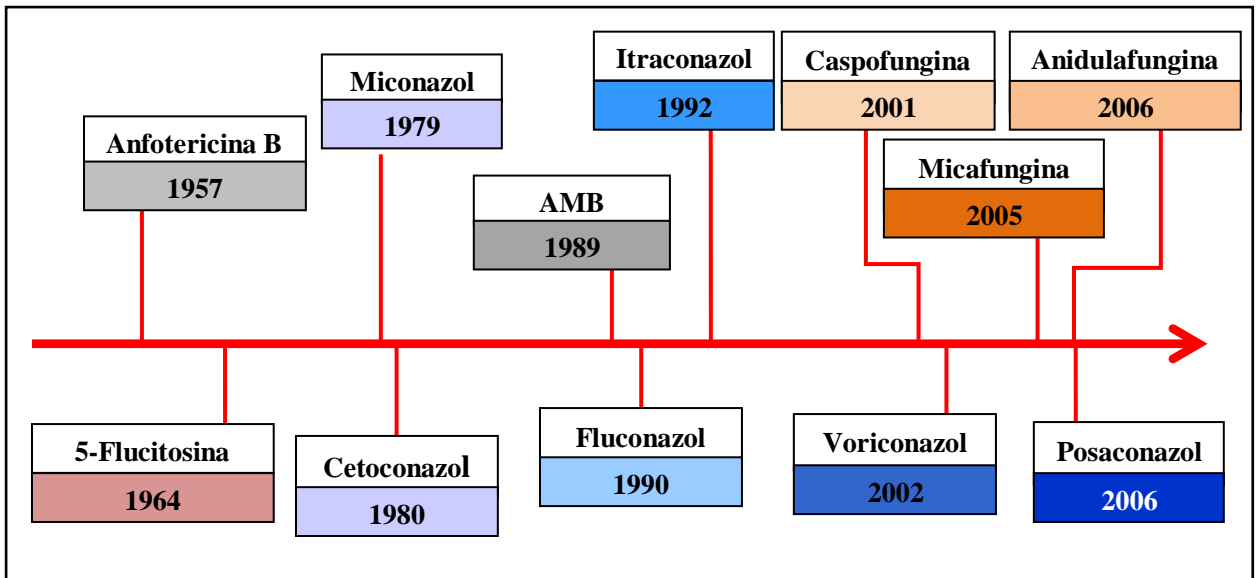 Anfotericina B
1957
Miconazol
1979
AMB
1989
Itraconazol
1992
Caspofungina
2001
Micafungina
2005
Anidulafungina
2006
5-Flucitosina
1964
Cetoconazol
1980
Fluconazol
1990
Voriconazol
2002
Posaconazol
2006